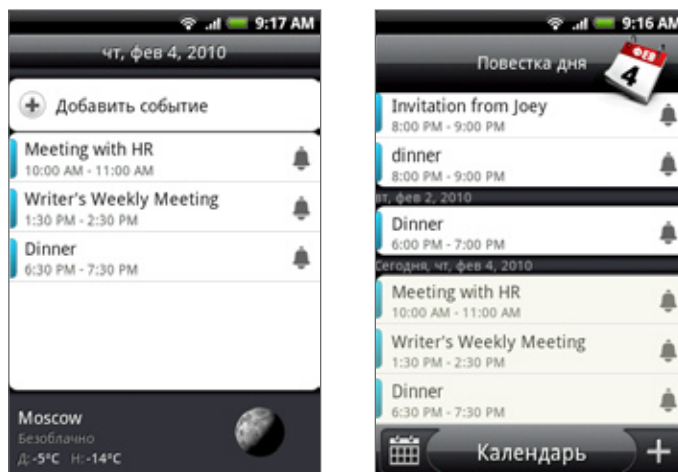 9:17 AM
чт, фев 4, 2010
Добавить событие
Meeting with HR
10:00 AM - 11:00 AM
Writer's Weekly Meeting
1:30 PM - 2:30 PM
Dinner
6:30 PM - 7:30 PM
Moscow
Безоблачно
Д: -5°C Н: -14°C
9:16 AM
Повестка дня
ФЕВ
4
Invitation from Joey
8:00 PM - 9:00 PM
dinner
8:00 PM - 9:00 PM
вт, фев 2, 2010
Dinner
6:00 PM - 7:00 PM
Сегодня, чт, фев 4, 2010
Meeting with HR
10:00 AM - 11:00 AM
Writer's Weekly Meeting
1:30 PM - 2:30 PM
Dinner
6:30 PM - 7:30 PM
Календарь